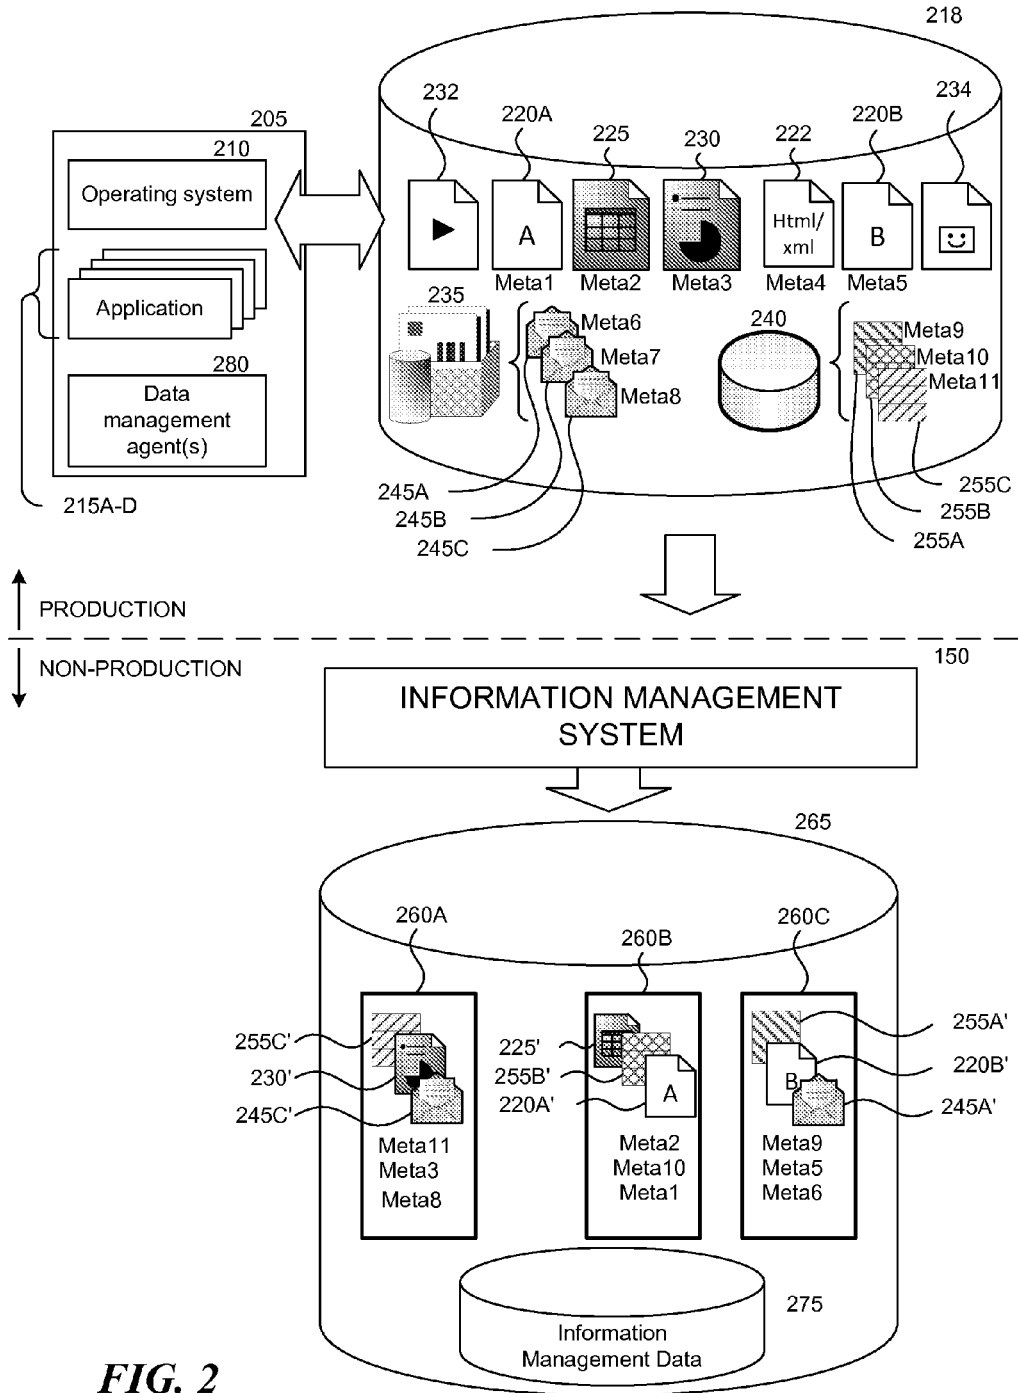 218
232
220A
225
230
222
220B
234
205
210
Operating system
Application
280
Data
management
agent(s)
215A-D
A
Html/
xml
B
Meta1
Meta2
Meta3
Meta4
Meta5
235
Meta6
Meta7
Meta8
240
Meta9
Meta10
Meta11
245A
245B
245C
255C
255B
255A
PRODUCTION
NON-PRODUCTION
150
INFORMATION MANAGEMENT
SYSTEM
265
260A
260B
260C
255C'
230'
245C'
Meta11
Meta3
Meta8
225'
255B'
220A'
A
Meta2
Meta10
Meta1
255A'
220B'
245A'
B
Meta9
Meta5
Meta6
275
Information
Management Data
FIG. 2